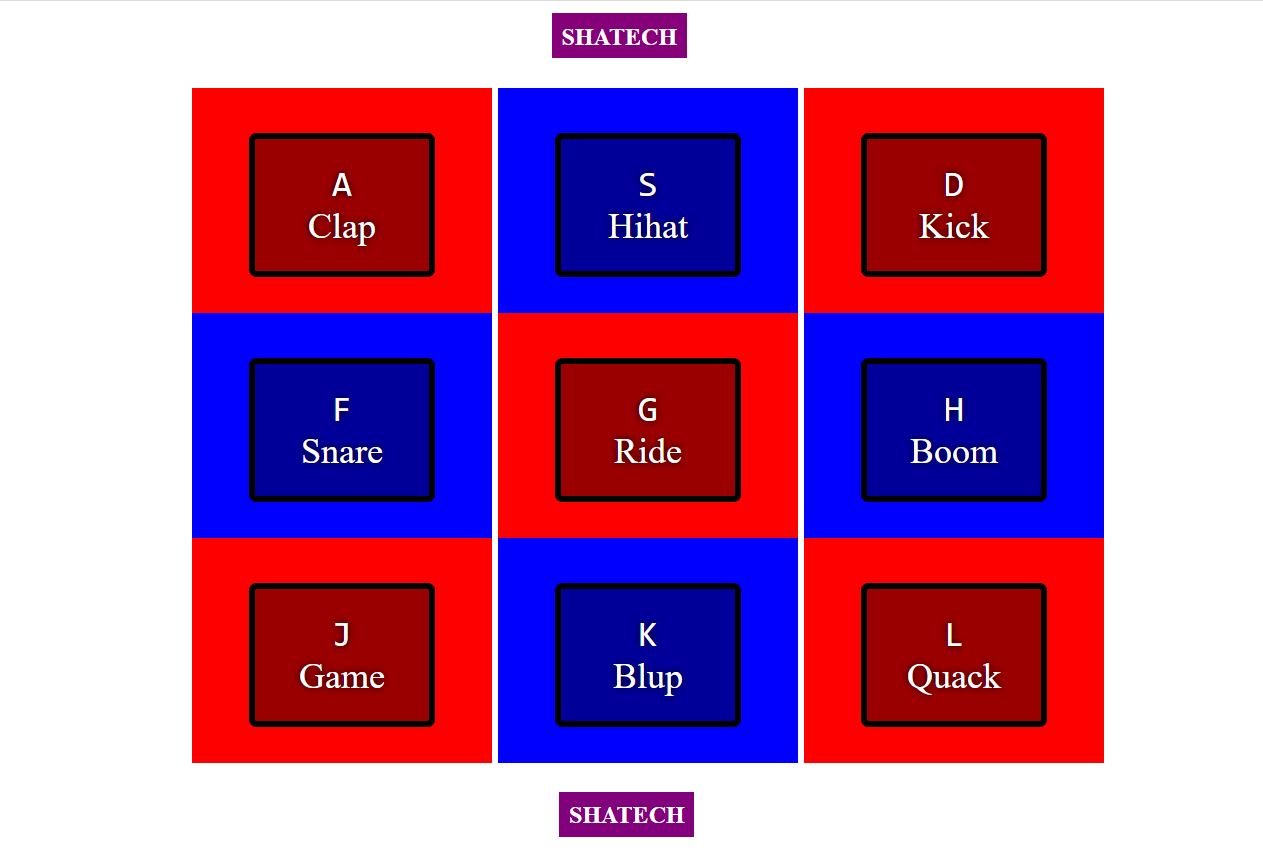 SHATECH
A
Clap
S
Hihat
D
Kick
F
Snare
G
Ride
H
Boom
J
Game
K
Blup
L
Quack
SHATECH